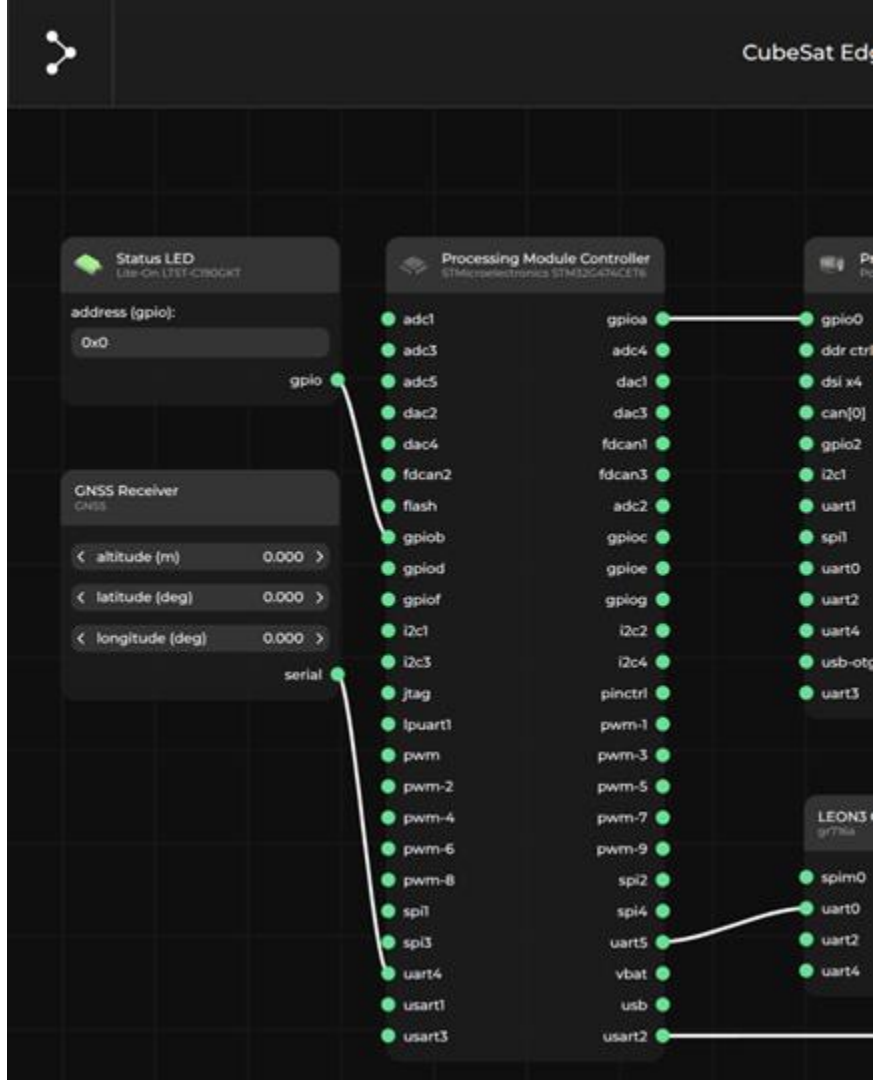 CubeSat Edg
Status LED
Lite-On LTST-C190GKT
address (gpio):
0x0
gpio
GNSS Receiver
GNSS
altitude (m) 0.000
latitude (deg) 0.000
longitude (deg) 0.000
serial
Processing Module Controller
STMicroelectronics STM32G474CET6
adc1 gpioa
adc3 adc4
adc5 dac1
dac2 dac3
dac4 fdcan1
fdcan2 fdcan3
flash adc2
gpiob gpioc
gpiod gpioe
gpiof gpiog
i2c1 i2c2
i2c3 i2c4
jtag pinctrl
lpuart1 pwm-1
pwm pwm-3
pwm-2 pwm-5
pwm-4 pwm-7
pwm-6 pwm-9
pwm-8 spi2
spi1 spi4
spi3 uart5
uart4 vbat
usart1 usb
usart3 usart2
Pr
Po
gpio0
ddr ctrl
dsi x4
can[0]
gpio2
i2c1
uart1
spi1
uart0
uart2
uart4
usb-otg
uart3
LEON3
gr716a
spim0
uart0
uart2
uart4